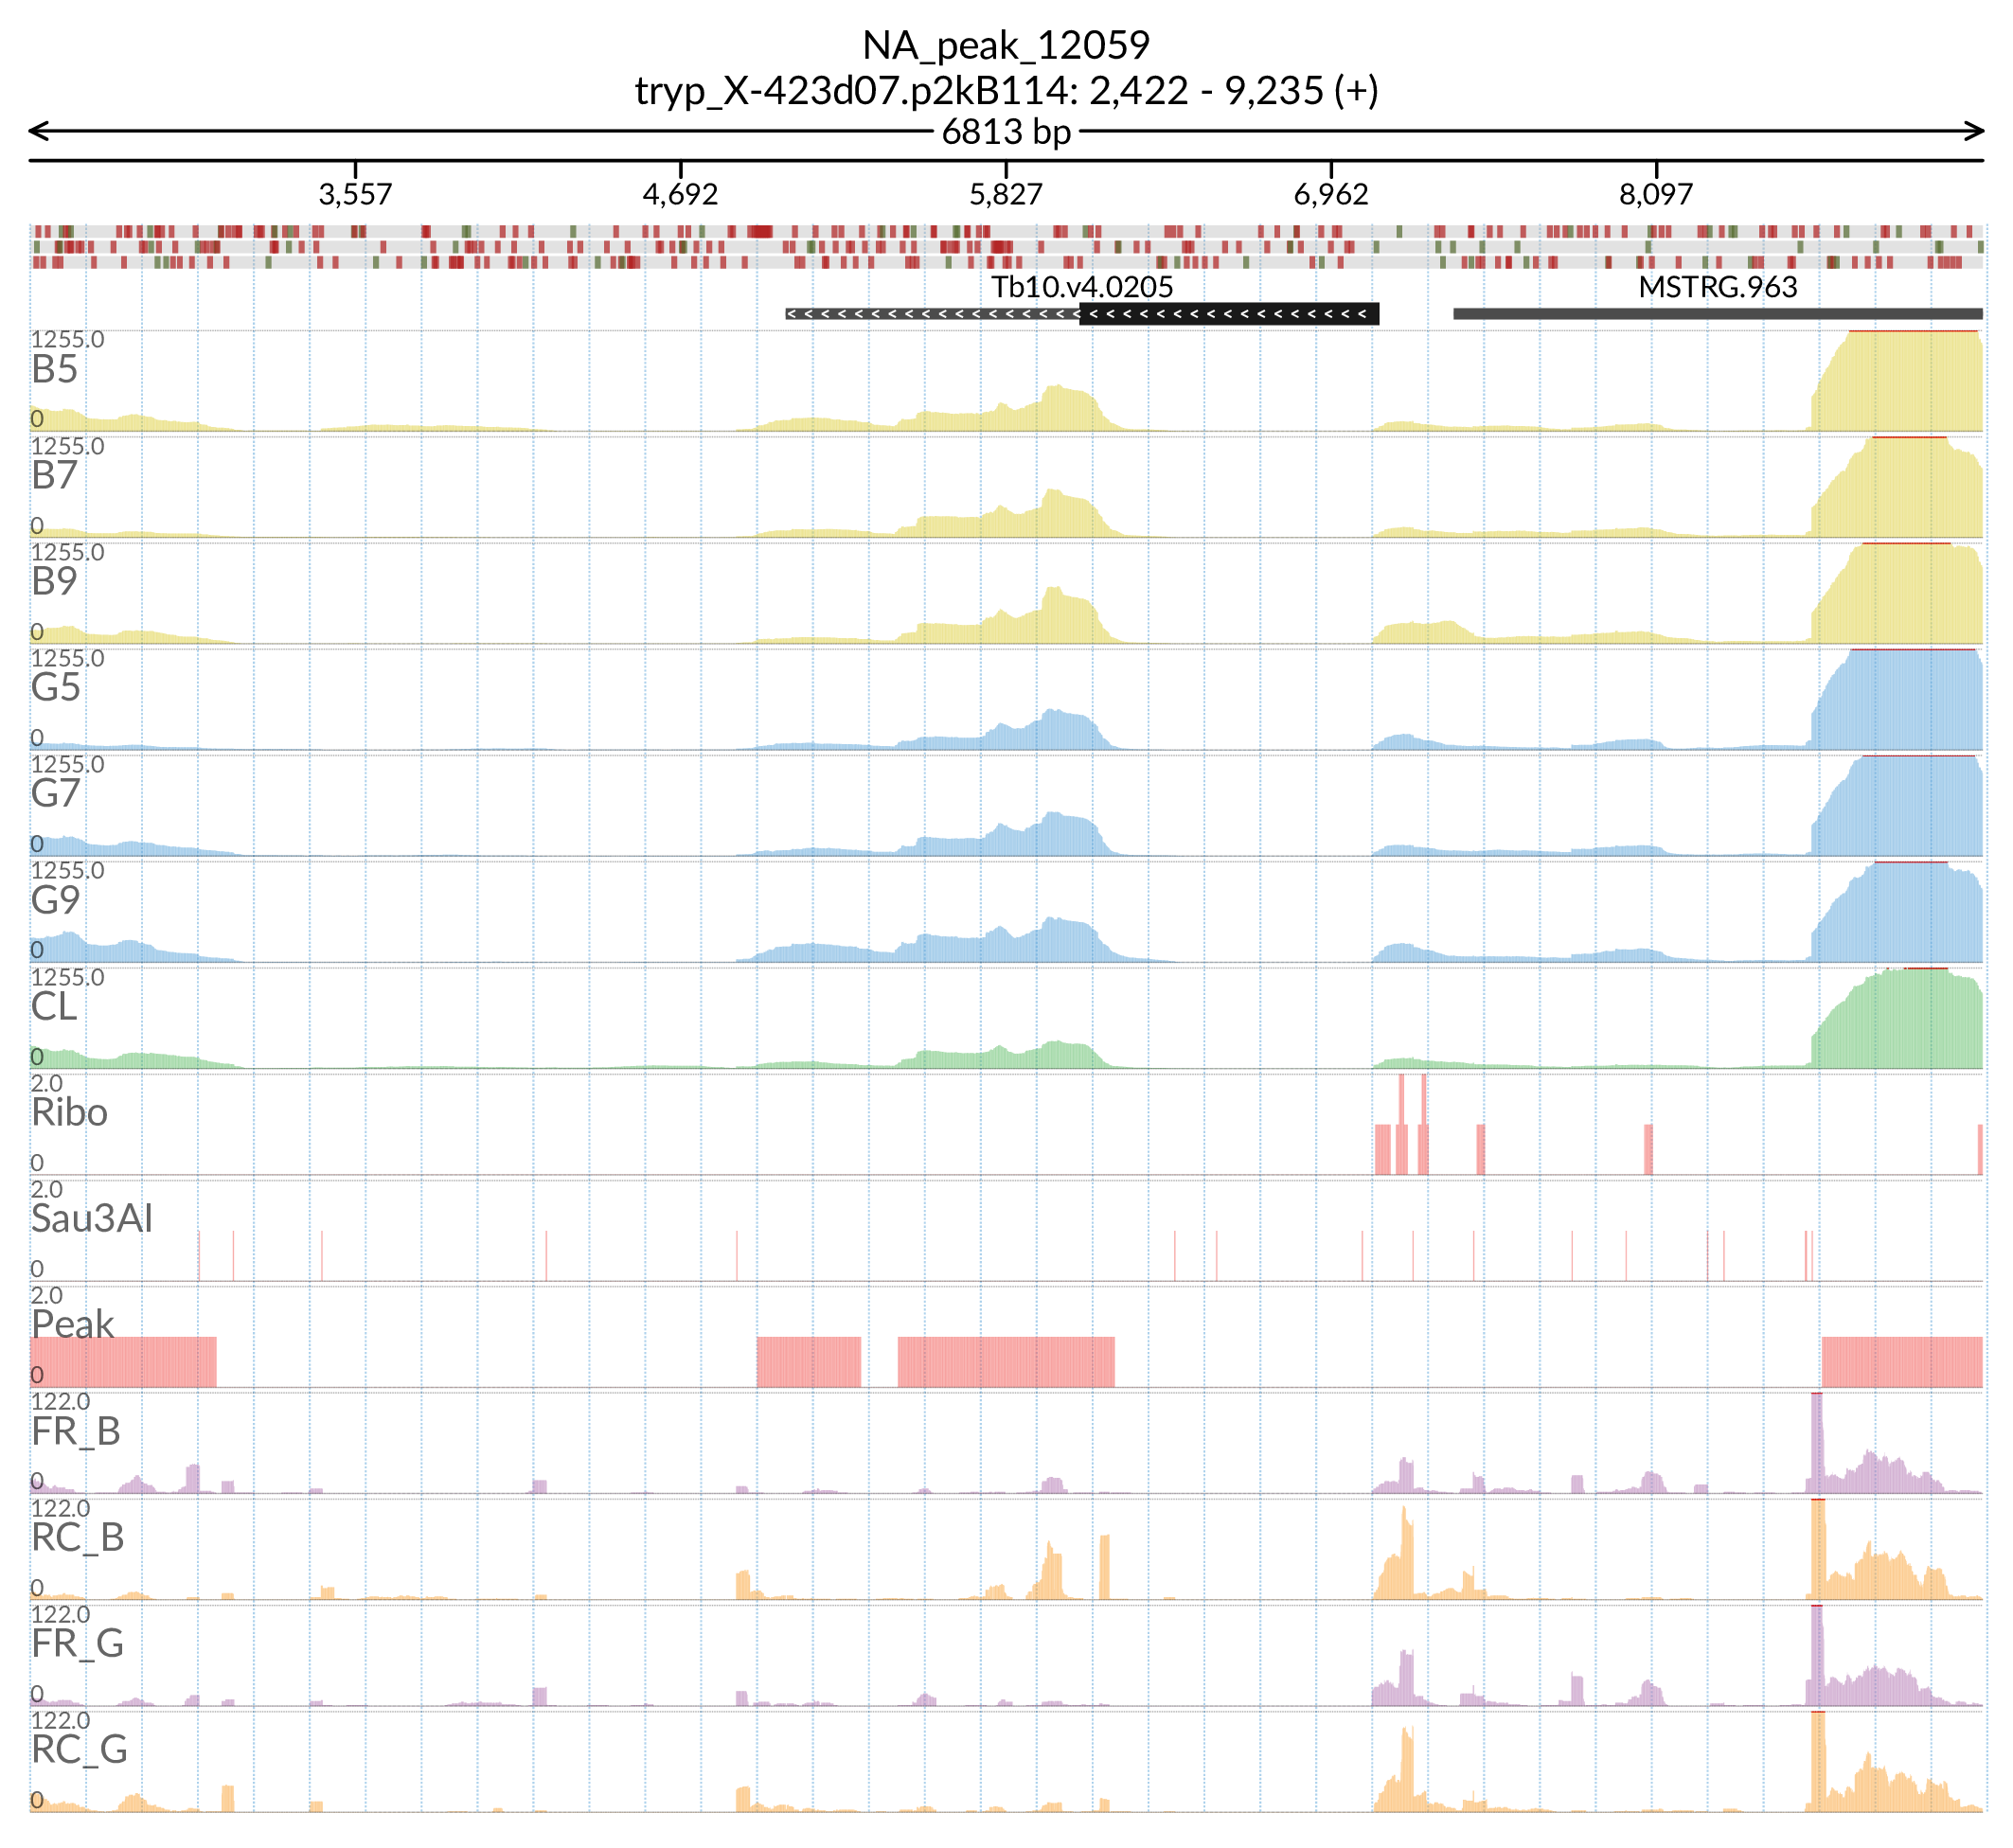 NA_peak_12059
tryp_X-423d07.p2kB114: 2,422 - 9,235 (+)
6813 bp
3,557 4,692 5,827 6,962 8,097
Tb10.v4.0205 MSTRG.963
1255.0
B5
0
1255.0
B7
0
1255.0
B9
0
1255.0
G5
0
1255.0
G7
0
1255.0
G9
0
1255.0
CL
0
2.0
Ribo
0
2.0
Sau3AI
0
2.0
Peak
0
122.0
FR_B
0
122.0
RC_B
0
122.0
FR_G
0
122.0
RC_G
0